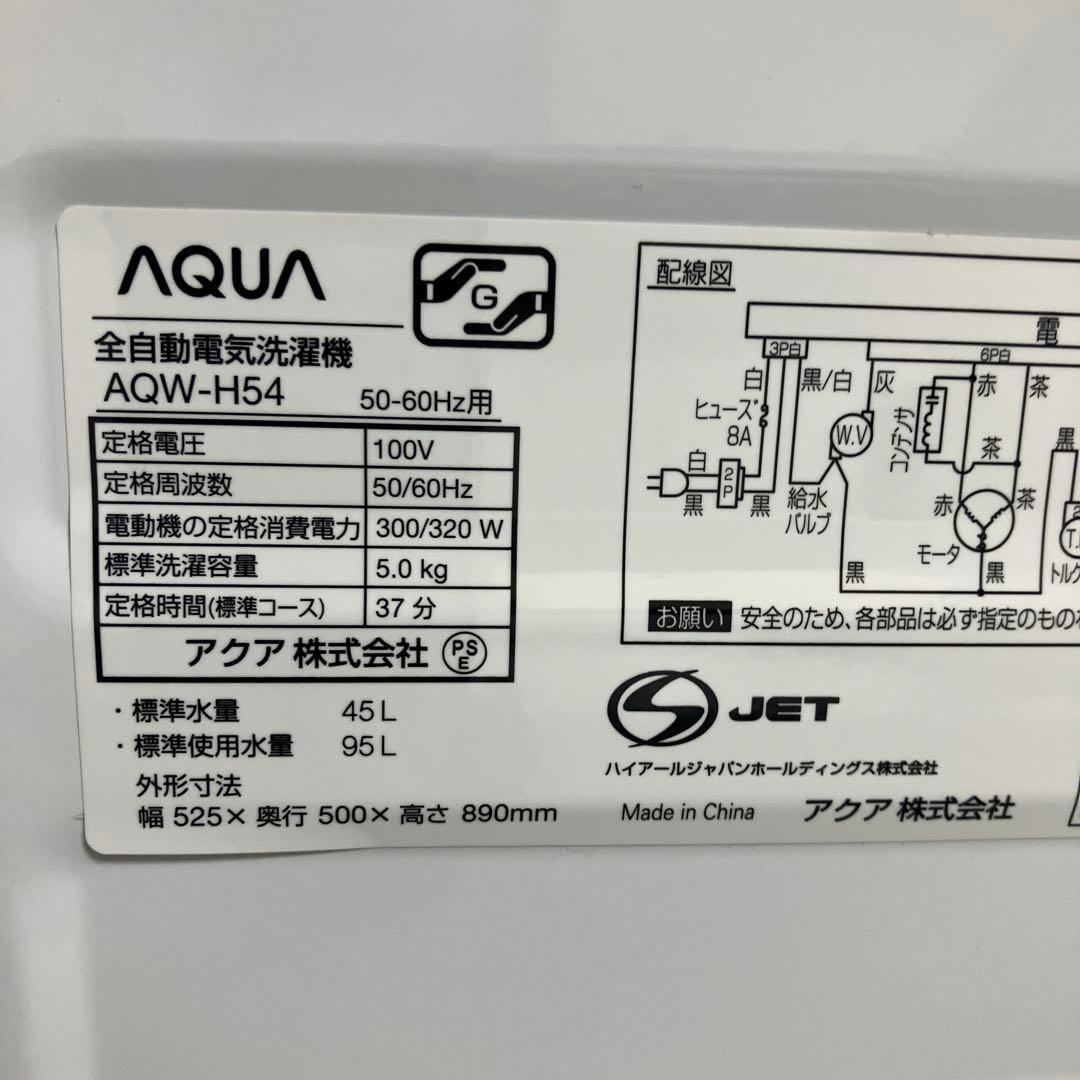 AQUA
G
全自動電気洗濯機
AQW-H54 50-60Hz用
定格電圧 100V
定格周波数 50/60Hz
電動機の定格消費電力 300/320 W
標準洗濯容量 5.0 kg
定格時間(標準コース) 37 分
アクア 株式会社 PSE
・標準水量 45L
・標準使用水量 95L
外形寸法
幅 525× 奥行 500× 高さ 890mm
配線図
電
3P白
6P白
白
黒/白
灰
赤
茶
ヒューズ
8A
W.V
コンデンサ
茶
黒
白
2P
黒
黒
給水
バルブ
赤
茶
モータ
黒
黒
トルク
お願い 安全のため、各部品は必ず指定のもの
S JET
ハイアールジャパンホールディングス株式会社
Made in China アクア 株式会社